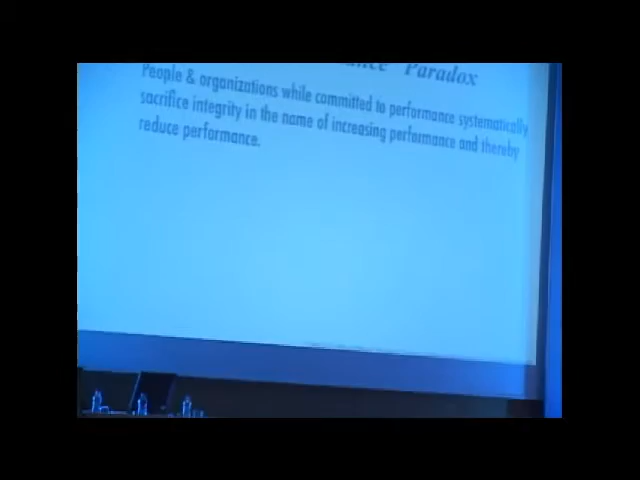 Paradox
People & organizations while committed to performance systematically
sacrifice integrity in the name of increasing performance and thereby
reduce performance.